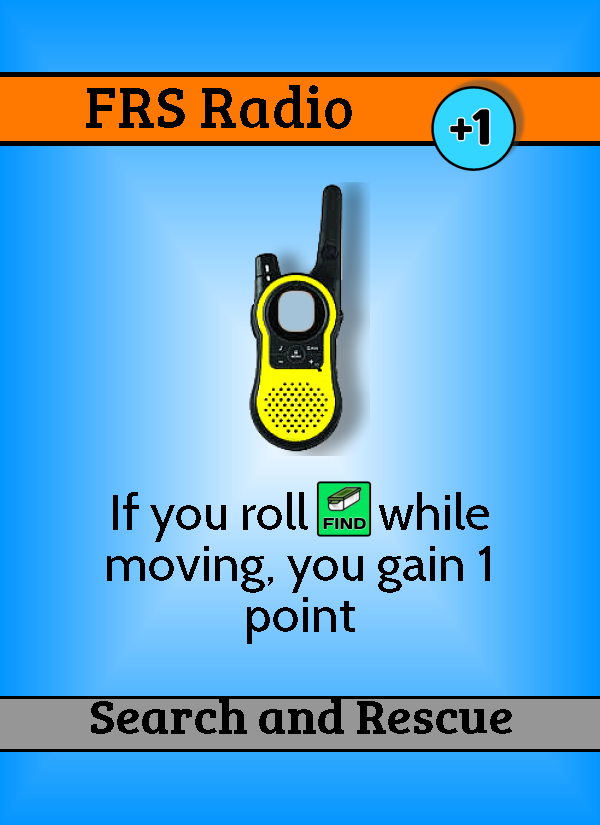 FRS Radio
+1
If you roll FIND while
moving, you gain 1
point
Search and Rescue